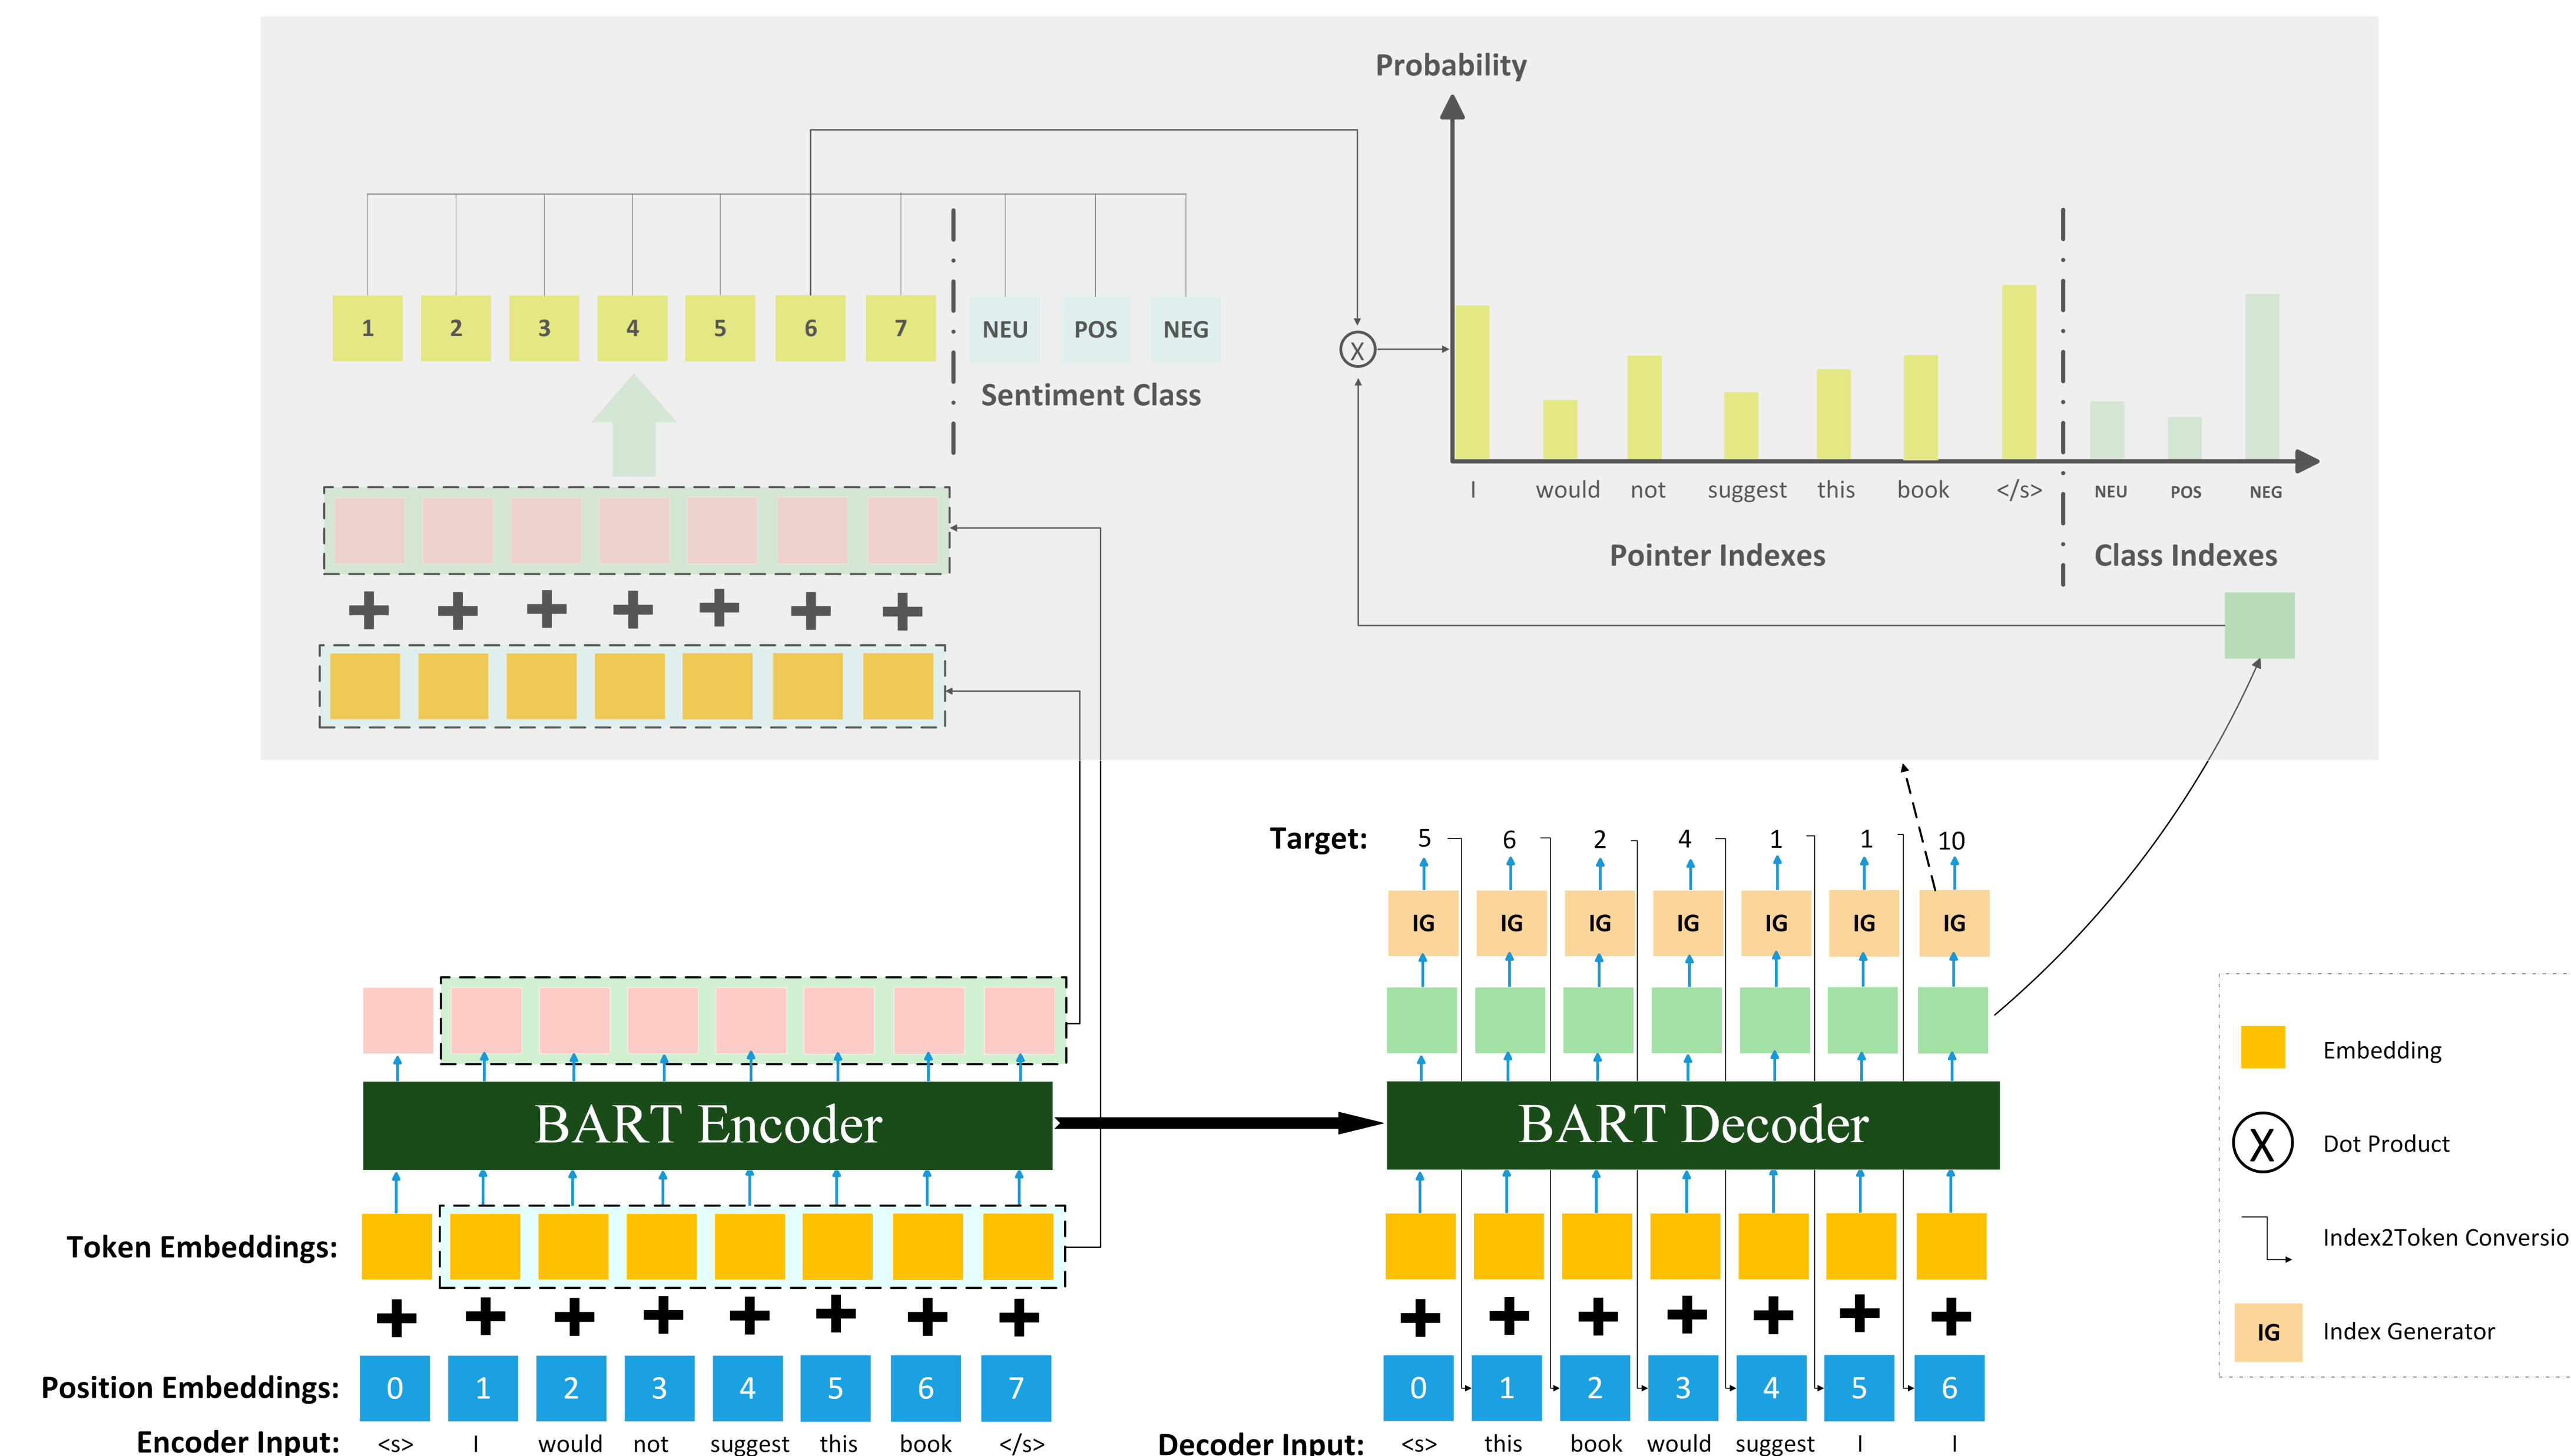 Probability
1 2 3 4 5 6 7 NEU POS NEG
Sentiment Class
X
I would not suggest this book </s> NEU POS NEG
Pointer Indexes Class Indexes
Target: 5 6 2 4 1 1 10
IG IG IG IG IG IG IG
BART Encoder
BART Decoder
Token Embeddings:
Position Embeddings: 0 1 2 3 4 5 6 7
0 1 2 3 4 5 6
Encoder Input: <s> I would not suggest this book </s>
Decoder Input: <s> this book would suggest I I
Embedding
X Dot Product
Index2Token Conversio
IG Index Generator